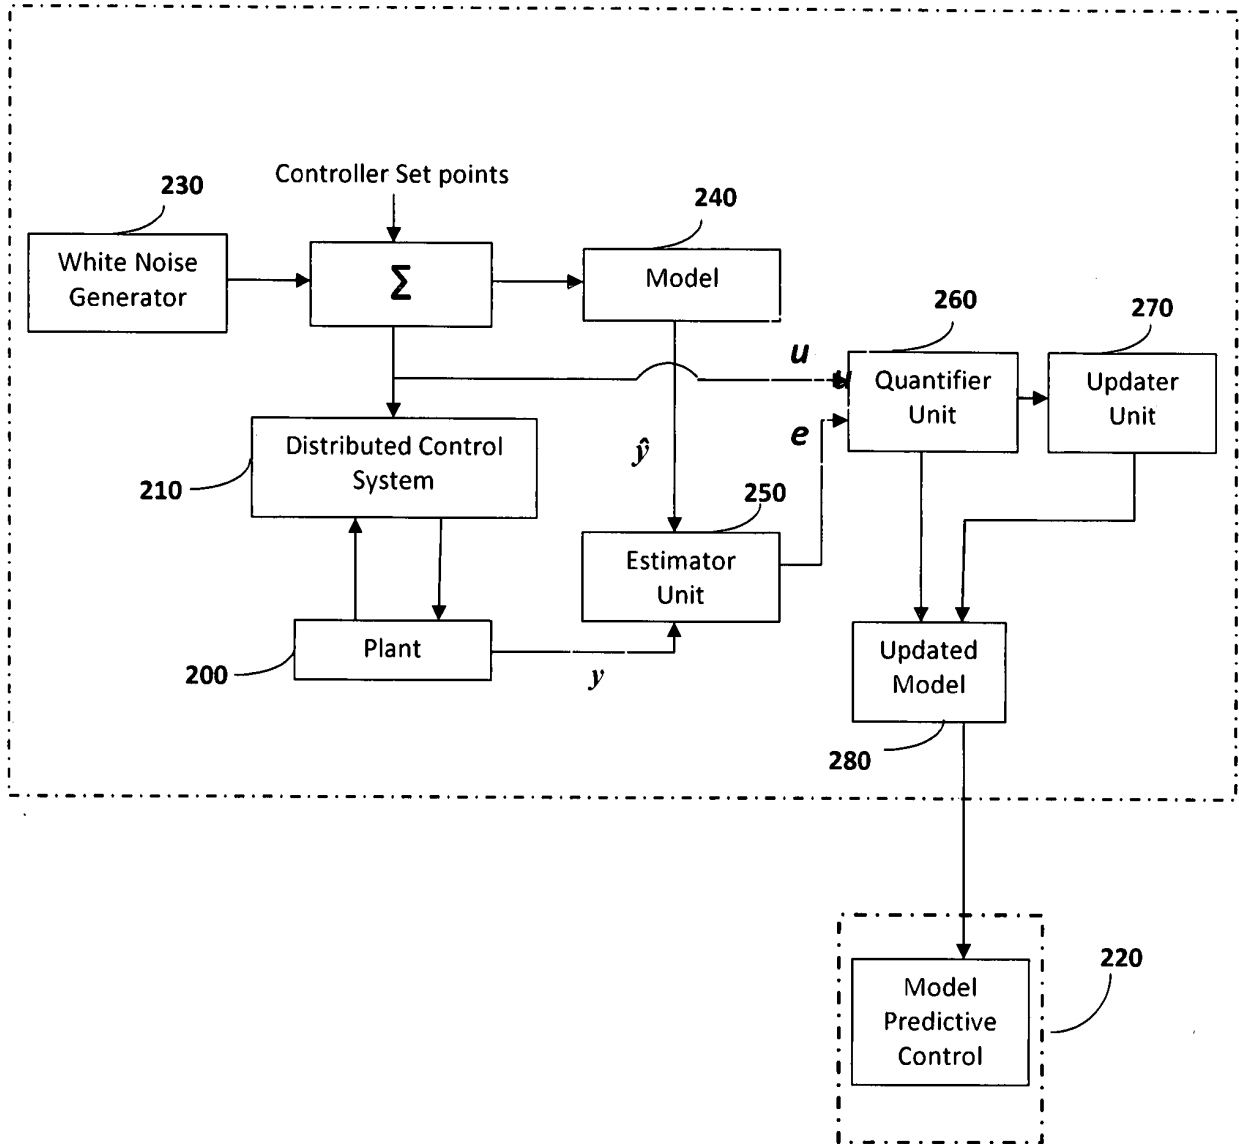 Controller Set points
230
240
White Noise
Generator
Σ
Model
260
270
u
u
Quantifier
Unit
Updater
Unit
e
ŷ
Distributed Control
System
210
250
Estimator
Unit
Plant
200
y
Updated
Model
280
220
Model
Predictive
Control